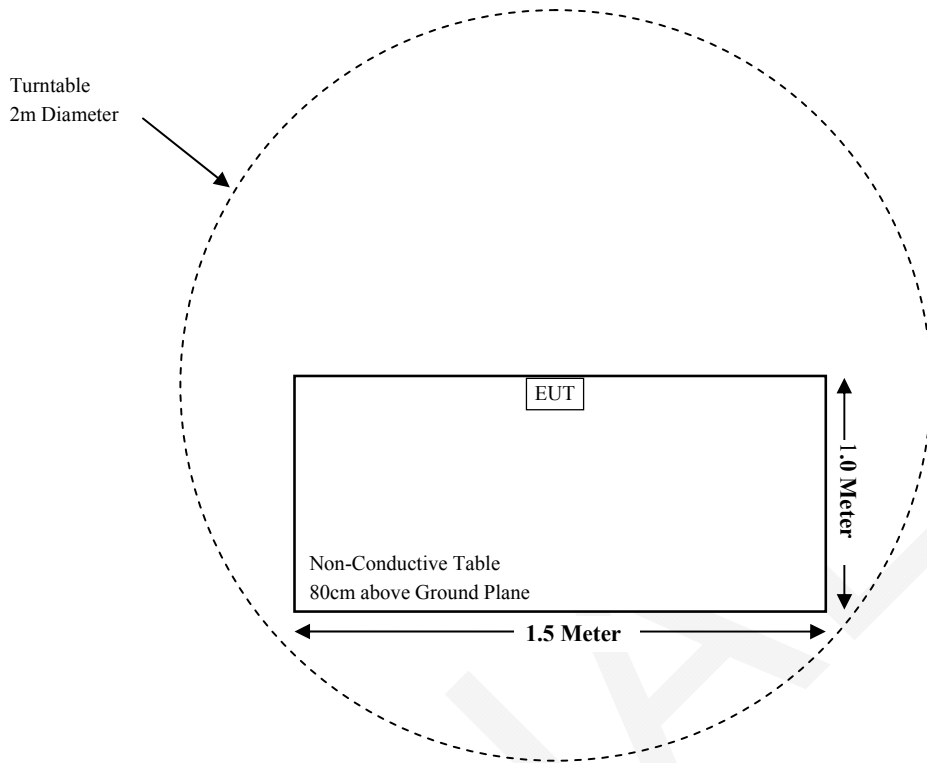 Turntable
2m Diameter
EUT
1.0 Meter
Non-Conductive Table
80cm above Ground Plane
1.5 Meter